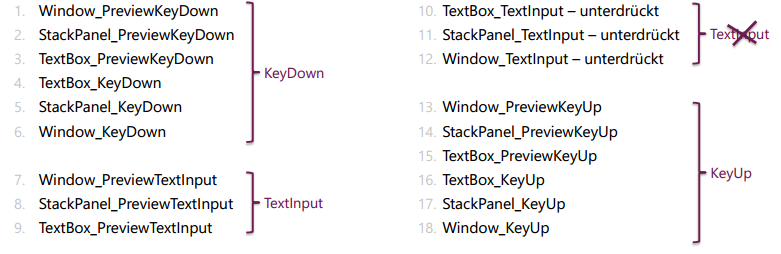 1. Window_PreviewKeyDown
2. StackPanel_PreviewKeyDown
3. TextBox_PreviewKeyDown
4. TextBox_KeyDown
5. StackPanel_KeyDown
6. Window_KeyDown
KeyDown
7. Window_PreviewTextInput
8. StackPanel_PreviewTextInput
9. TextBox_PreviewTextInput
TextInput
10. TextBox_TextInput – unterdrückt
11. StackPanel_TextInput – unterdrückt
12. Window_TextInput – unterdrückt
TextInput
13. Window_PreviewKeyUp
14. StackPanel_PreviewKeyUp
15. TextBox_PreviewKeyUp
16. TextBox_KeyUp
17. StackPanel_KeyUp
18. Window_KeyUp
KeyUp